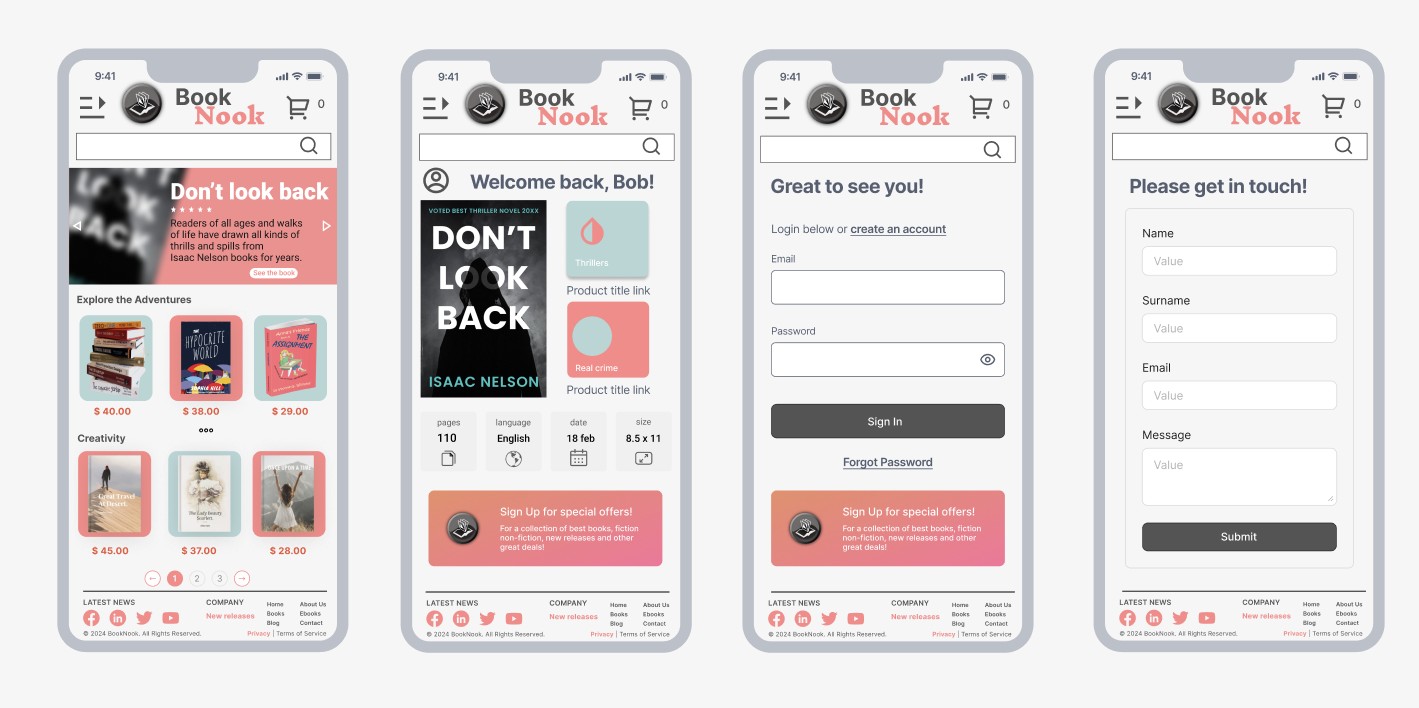 9:41
Book
Nook
0
LOOK
BACK
Don't look back
Readers of all ages and walks
of life have drawn all kinds of
thrills and spills from
Isaac Nelson books for years.
See the book
Explore the Adventures
THE
HYPOCRITE
WORLD
SOPHIA HILL
THE
ASSIGNMENT
$ 40.00
$ 38.00
$ 29.00
Creativity
Great Travel
At Desert.
The Lady Beauty
Scarlett.
ONCE UPON A TIME
$ 45.00
$ 37.00
$ 28.00
1
2
3
LATEST NEWS
COMPANY
New releases
Home
Books
Blog
About Us
Ebooks
Contact
© 2024 BookNook. All Rights Reserved.
Privacy | Terms of Service
9:41
Book
Nook
0
Welcome back, Bob!
VOTED BEST THRILLER NOVEL 20XX
DON'T
LOOK
BACK
ISAAC NELSON
Thrillers
Product title link
Real crime
Product title link
pages
110
language
English
date
18 feb
size
8.5 x 11
Sign Up for special offers!
For a collection of best books, fiction
non-fiction, new releases and other
great deals!
LATEST NEWS
COMPANY
New releases
Home
Books
Blog
About Us
Ebooks
Contact
© 2024 BookNook. All Rights Reserved.
Privacy | Terms of Service
9:41
Book
Nook
0
Great to see you!
Login below or create an account
Email
Password
Sign In
Forgot Password
Sign Up for special offers!
For a collection of best books, fiction
non-fiction, new releases and other
great deals!
LATEST NEWS
COMPANY
New releases
Home
Books
Blog
About Us
Ebooks
Contact
© 2024 BookNook. All Rights Reserved.
Privacy | Terms of Service
9:41
Book
Nook
0
Please get in touch!
Name
Value
Surname
Value
Email
Value
Message
Value
Submit
LATEST NEWS
COMPANY
New releases
Home
Books
Blog
About Us
Ebooks
Contact
© 2024 BookNook. All Rights Reserved.
Privacy | Terms of Service